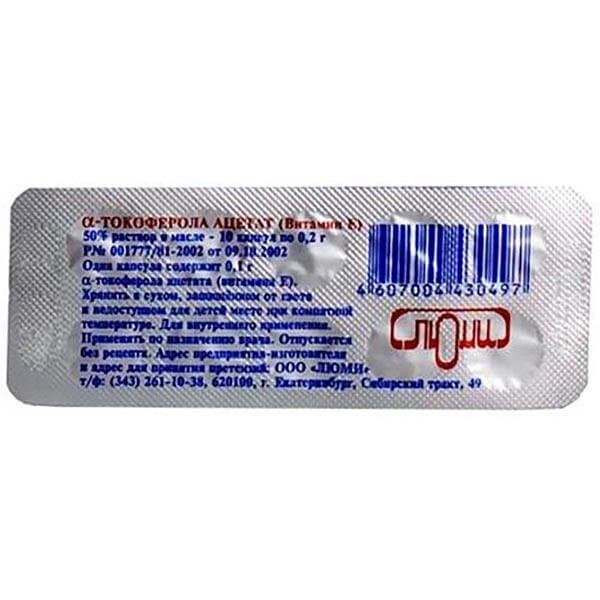 α-ТОКОФЕРОЛА АЦЕТАТ (Витамин Е)
50% раствор в масле - 10 капсул по 0,2 г
Р№ 001777/81-2002 от 09.10.2002
Одна капсула содержит 0,1 г
α-токоферола ацетата (витамина Е).
Хранить в сухом, защищённом от света
и недоступном для детей месте при комнатной
температуре. Для внутреннего применения.
Применять по назначению врача. Отпускается
без рецепта. Адрес предприятия-изготовителя
и адрес для принятия претензий: ООО «ЛЮМИ»
т/ф: (343) 261-10-38, 620100, г. Екатеринбург, Сибирский тракт, 49
4607004430497
ЛЮМИ